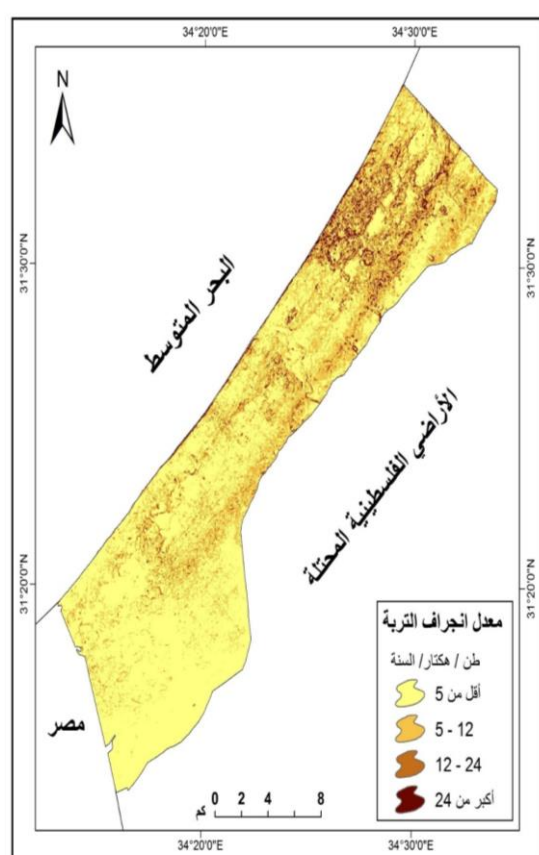 34°20'0"E
34°30'0"E
N
31°30'0"N
31°30'0"N
البحر المتوسط
الأراضي الفلسطينية المحتلة
31°20'0"N
31°20'0"N
مصر
معدل انجراف التربة
طن / هكتار/ السنة
أقل من 5
5 - 12
12 - 24
أكبر من 24
كم 0 2 4 8
34°20'0"E
34°30'0"E